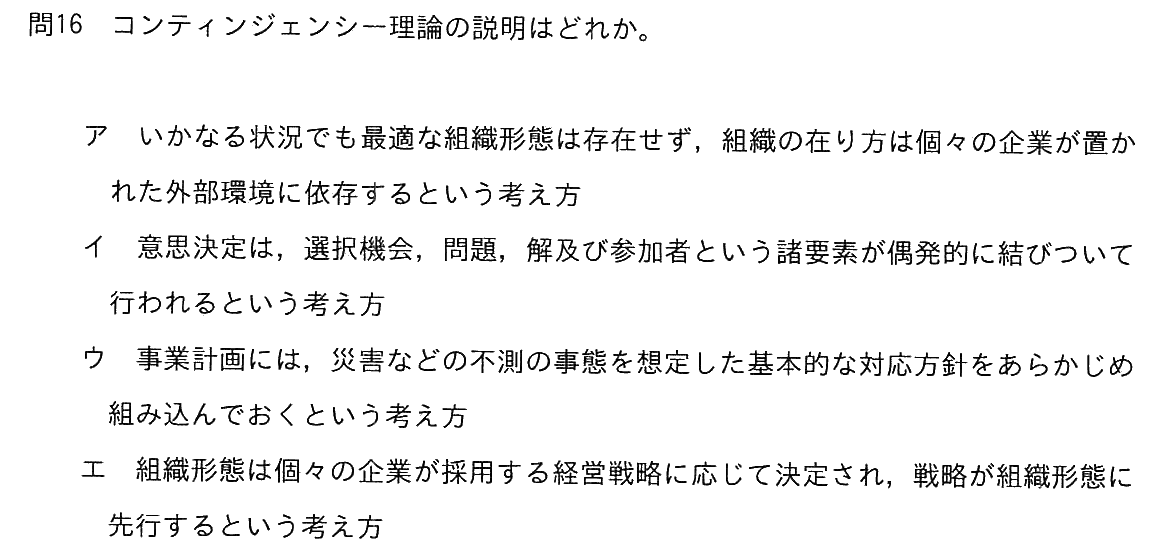 問16　コンティンジェンシー理論の説明はどれか。
ア　いかなる状況でも最適な組織形態は存在せず，組織の在り方は個々の企業が置か
れた外部環境に依存するという考え方
イ　意思決定は，選択機会，問題，解及び参加者という諸要素が偶発的に結びついて
行われるという考え方
ウ　事業計画には，災害などの不測の事態を想定した基本的な対応方針をあらかじめ
組み込んでおくという考え方
エ　組織形態は個々の企業が採用する経営戦略に応じて決定され，戦略が組織形態に
先行するという考え方